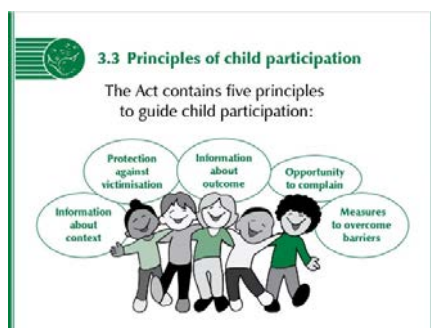 3.3 Principles of child participation
The Act contains five principles
to guide child participation:
Information
about
context
Protection
against
victimisation
Information
about
outcome
Opportunity
to complain
Measures
to overcome
barriers